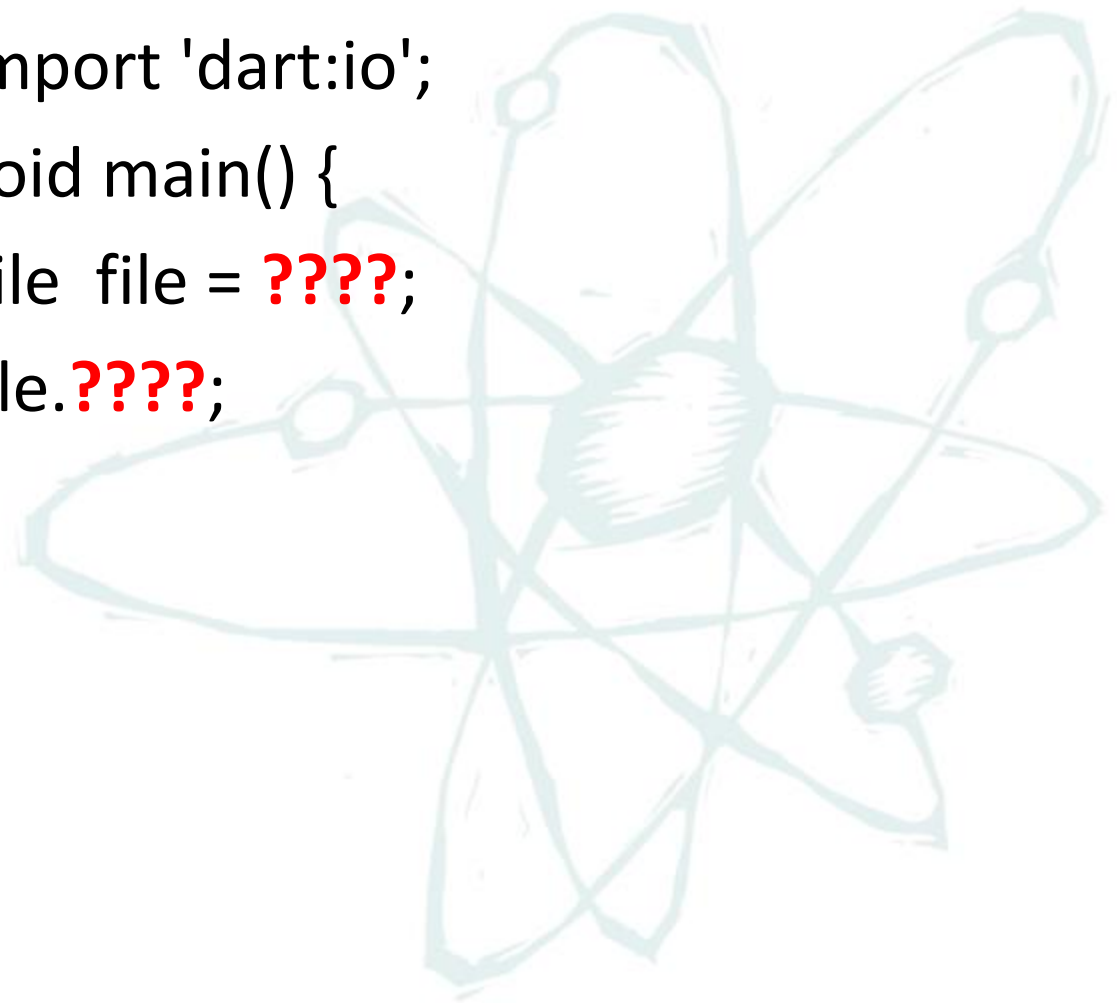 mport 'dart:io';
oid main() {
ile  file = ????;
le.????;